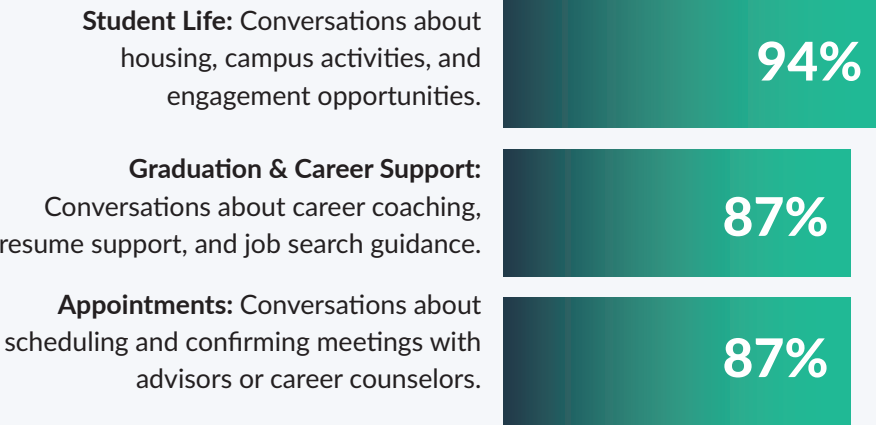 Student Life: Conversations about
housing, campus activities, and
engagement opportunities.
94%
Graduation & Career Support:
Conversations about career coaching,
resume support, and job search guidance.
87%
Appointments: Conversations about
scheduling and confirming meetings with
advisors or career counselors.
87%